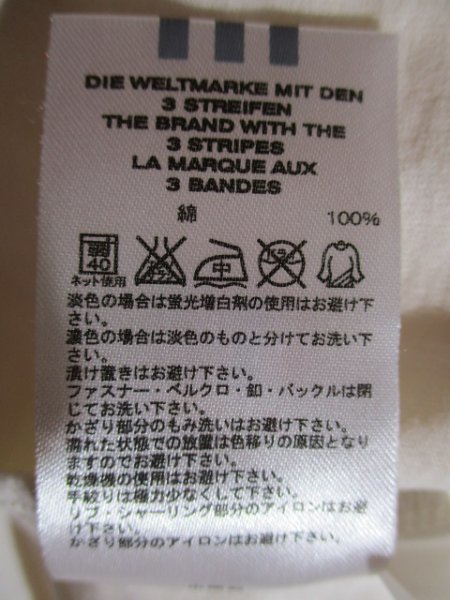 DIE WELTMARKE MIT DEN
3 STREIFEN
THE BRAND WITH THE
3 STRIPES
LA MARQUE AUX
3 BANDES
綿 100%
弱
40
中
ネット使用
淡色の場合は蛍光増白剤の使用はお避け下
さい。
濃色の場合は淡色のものと分けてお洗い下
さい。
漬け置きはお避け下さい。
ファスナー・ベルクロ・釦・バックルは閉
じてお洗い下さい。
かざり部分のもみ洗いはお避け下さい。
濡れた状態での放置は色移りの原因となり
ますのでお避け下さい。
乾燥機の使用はお避け下さい。
手絞りは極力少なくして下さい。
リブ・シャーリング部分のアイロンはお避
け下さい。
かざり部分のアイロンはお避け下さい。